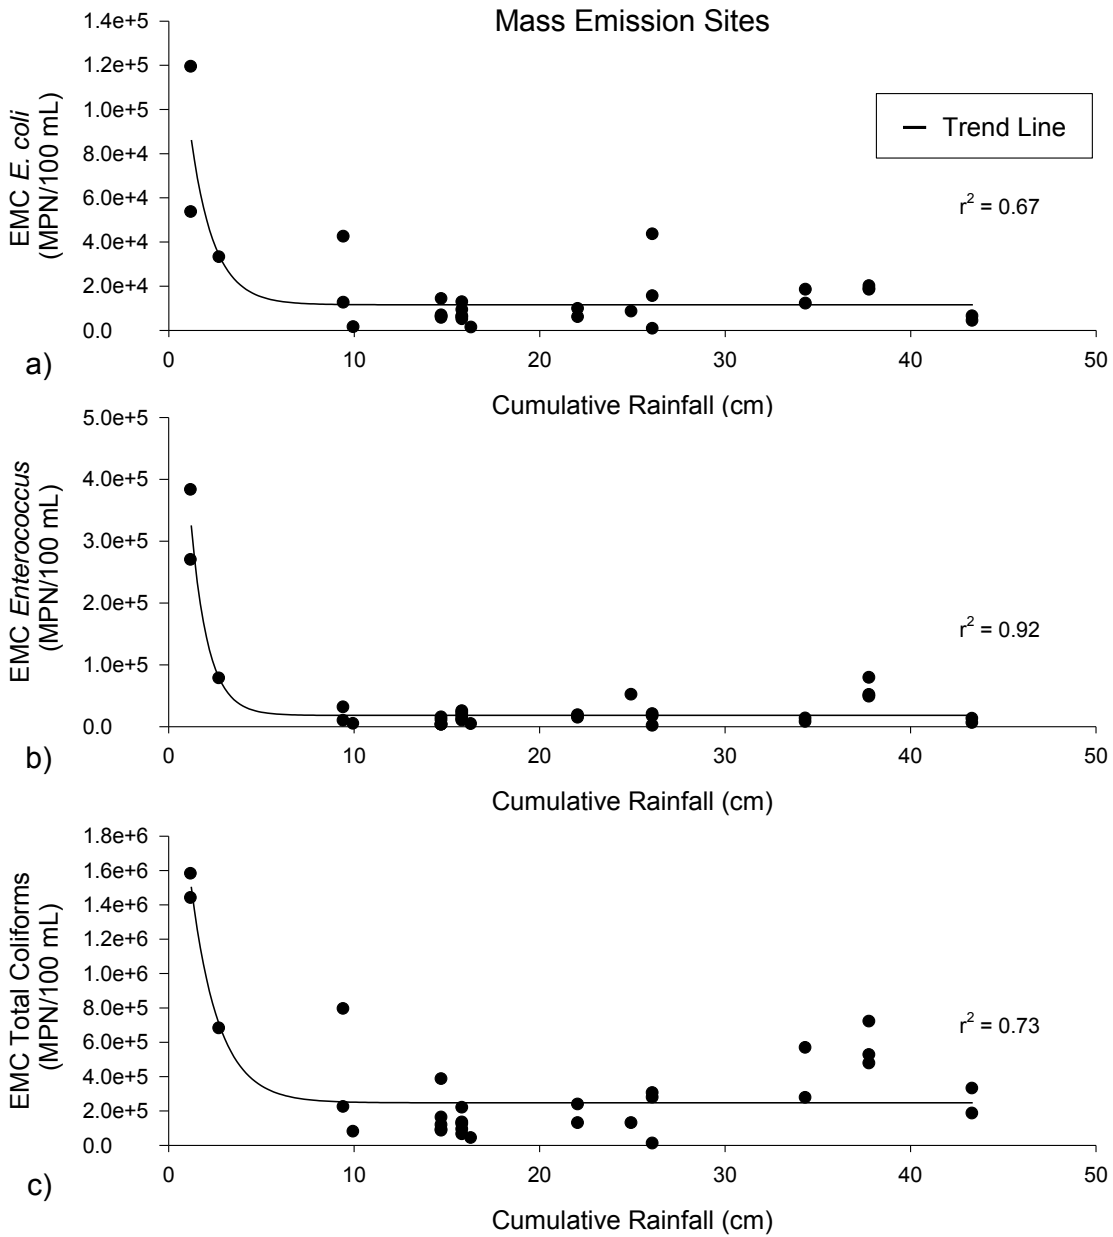 Mass Emission Sites
1.4e+5
1.2e+5
1.0e+5
8.0e+4
6.0e+4
4.0e+4
2.0e+4
0.0
EMC E. coli
(MPN/100 mL)
Trend Line
r² = 0.67
0 10 20 30 40 50
a)
Cumulative Rainfall (cm)
5.0e+5
4.0e+5
3.0e+5
2.0e+5
1.0e+5
0.0
EMC Enterococcus
(MPN/100 mL)
r² = 0.92
0 10 20 30 40 50
b)
Cumulative Rainfall (cm)
1.8e+6
1.6e+6
1.4e+6
1.2e+6
1.0e+6
8.0e+5
6.0e+5
4.0e+5
2.0e+5
0.0
EMC Total Coliforms
(MPN/100 mL)
r² = 0.73
0 10 20 30 40 50
c)
Cumulative Rainfall (cm)